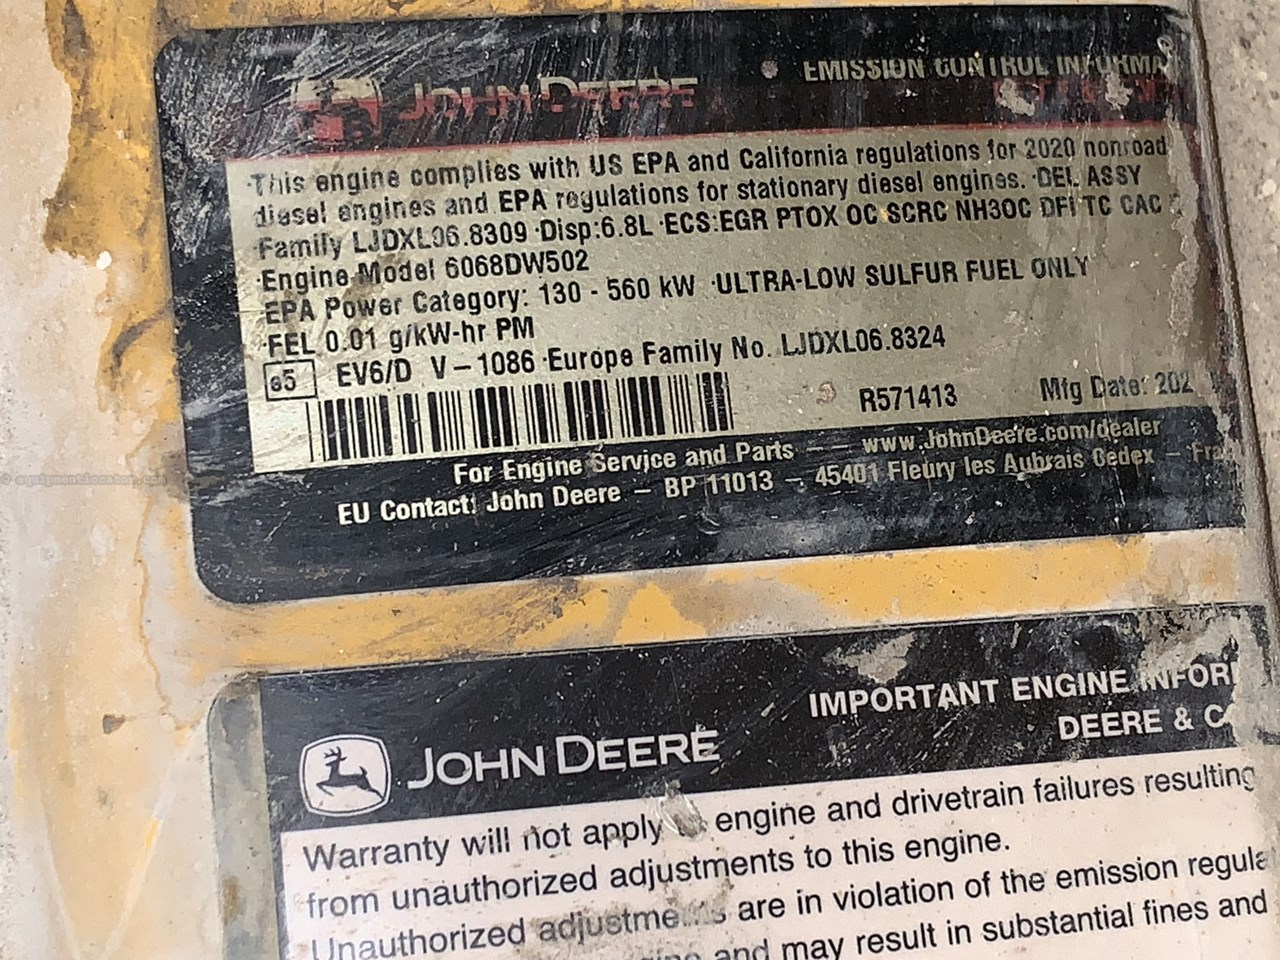 JOHN DEERE
EMISSION CONTROL INFORMA
·This engine complies with US EPA and California regulations for 2020 nonroad
diesel engines and EPA regulations for stationary diesel engines. ·DEL ASSY
·Family LJDXL06.8309 ·Disp:6.8L ·ECS:EGR PTOX OC SCRC NH3OC DFI TC CAC
·Engine Model 6068DW502
EPA Power Category: 130 - 560 kW ·ULTRA-LOW SULFUR FUEL ONLY
·FEL 0.01 g/kW-hr PM
e5 EV6/D V-1086 ·Europe Family No. LJDXL06.8324
R571413 Mfg Date: 202
For Engine Service and Parts — www.JohnDeere.com/dealer
EU Contact: John Deere – BP 11013 – 45401 Fleury les Aubrais Cedex – Fra
© equipmentlocator.com
IMPORTANT ENGINE INFOR
JOHN DEERE
DEERE & C
Warranty will not apply engine and drivetrain failures resulting
from unauthorized adjustments to this engine.
Unauthorized adjustme s are in violation of the emission regula
and may result in substantial fines and